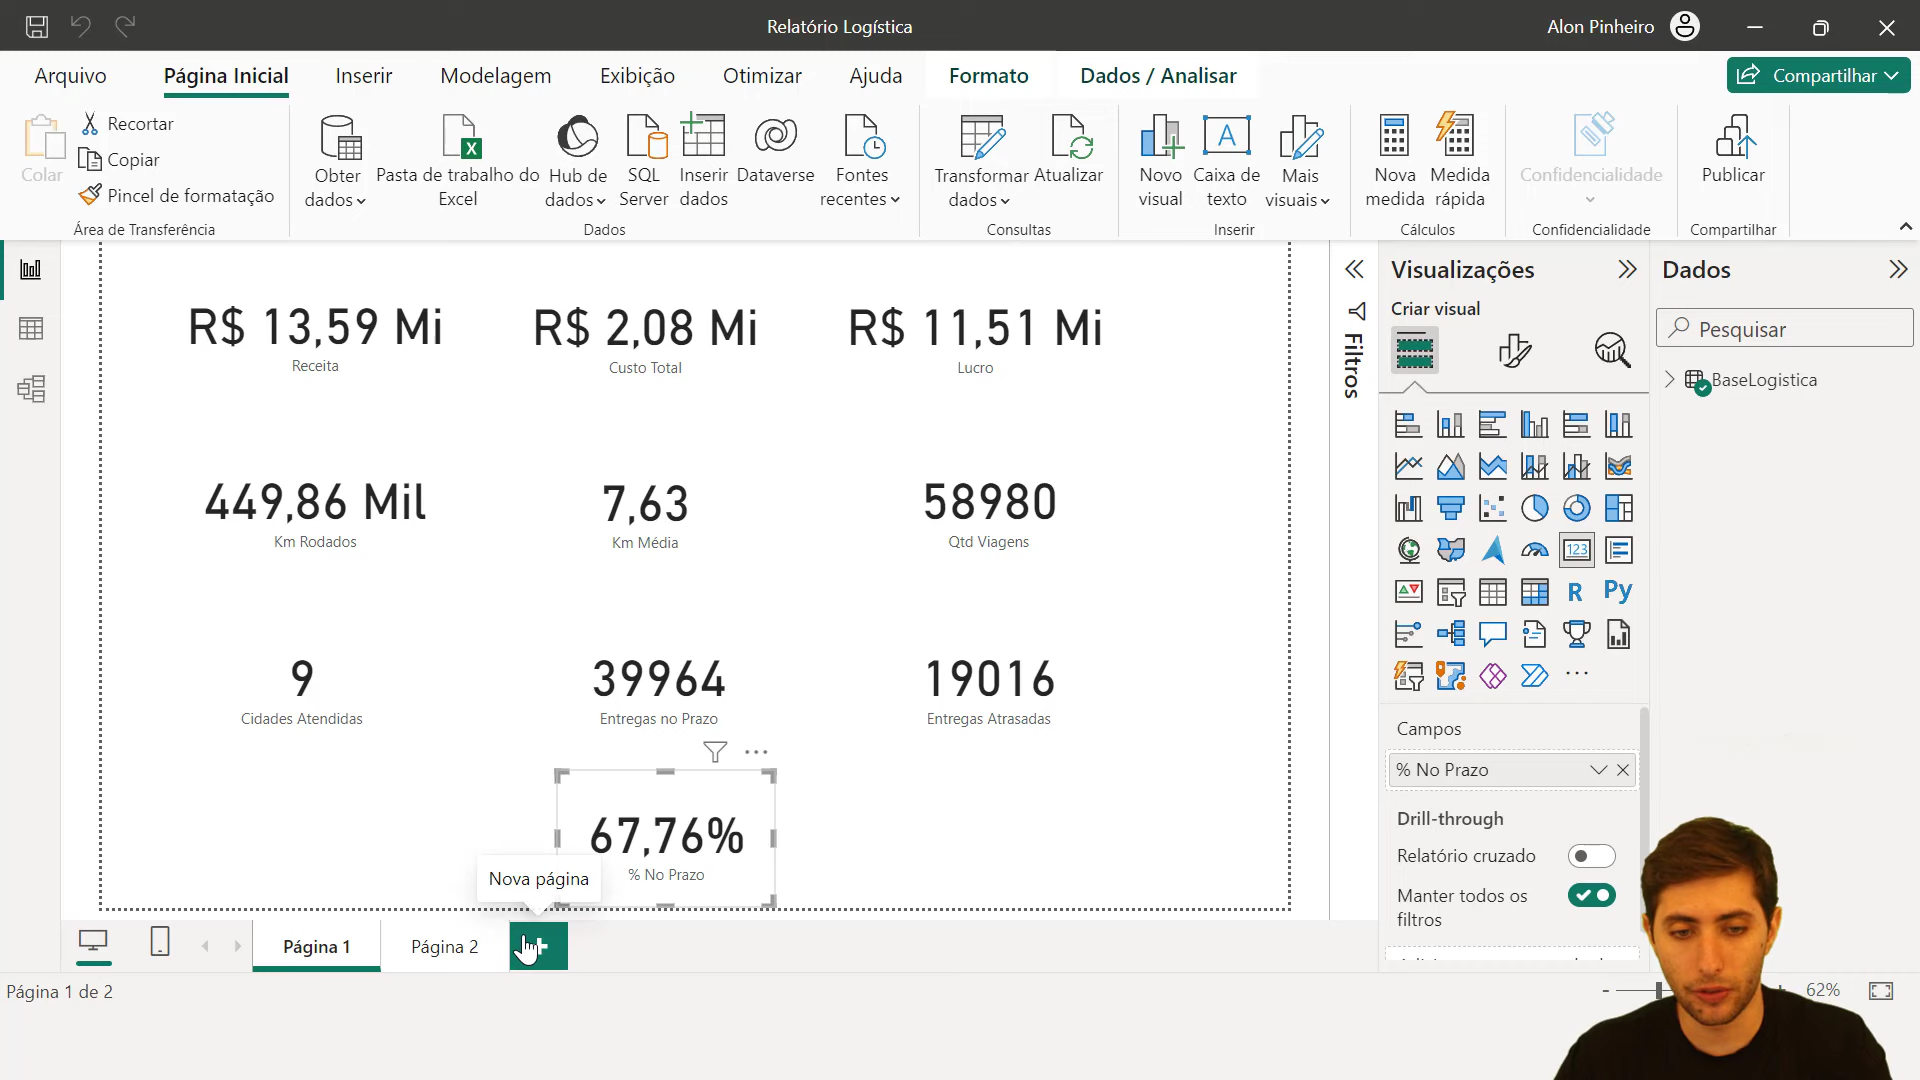 Relatório Logística
Alon Pinheiro
Arquivo
Página Inicial
Inserir
Modelagem
Exibição
Otimizar
Ajuda
Formato
Dados / Analisar
Compartilhar
Colar
Recortar
Copiar
Pincel de formatação
Área de Transferência
Obter dados
Pasta de trabalho do Excel
Hub de dados
SQL Server
Inserir dados
Dataverse
Fontes recentes
Dados
Transformar dados
Atualizar
Consultas
Novo visual
Caixa de texto
Mais visuais
Inserir
Nova medida
Medida rápida
Cálculos
Confidencialidade
Confidencialidade
Publicar
Compartilhar
R$ 13,59 Mi
Receita
R$ 2,08 Mi
Custo Total
R$ 11,51 Mi
Lucro
449,86 Mil
Km Rodados
7,63
Km Média
58980
Qtd Viagens
9
Cidades Atendidas
39964
Entregas no Prazo
19016
Entregas Atrasadas
67,76%
% No Prazo
Nova página
Filtros
Visualizações
Criar visual
123
R
Py
Campos
% No Prazo
Drill-through
Relatório cruzado
Manter todos os
filtros
Dados
Pesquisar
BaseLogistica
Página 1
Página 2
Página 1 de 2
62%